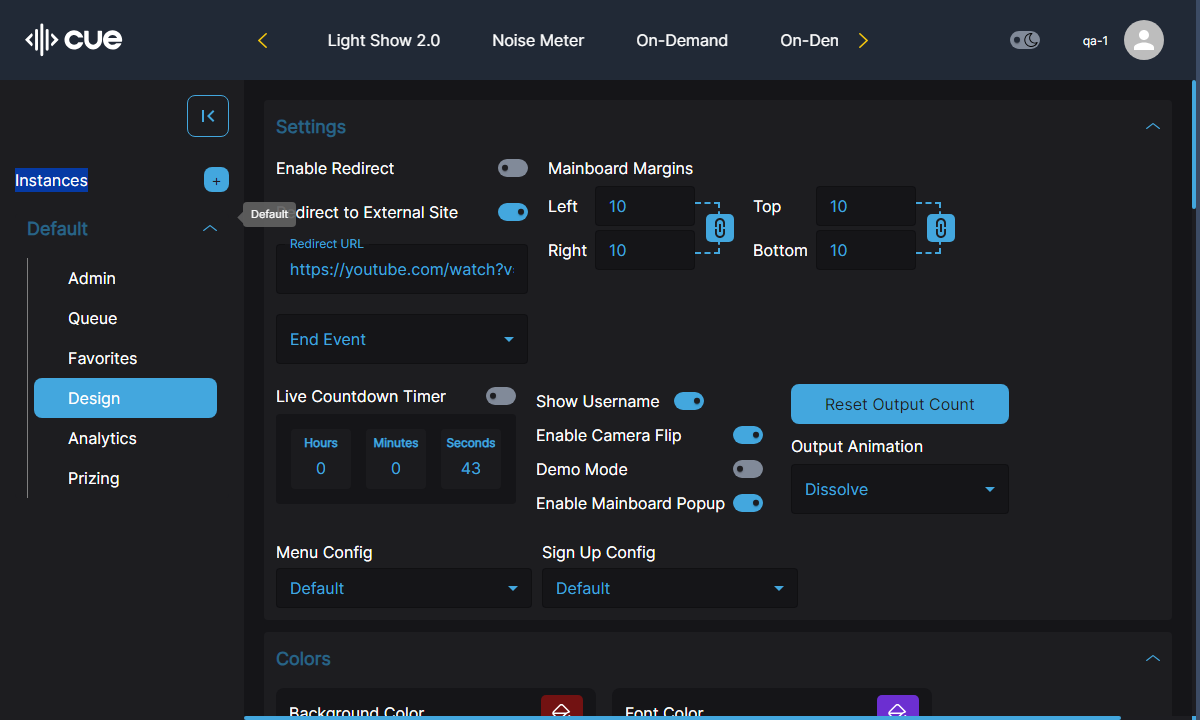 cue
Light Show 2.0
Noise Meter
On-Demand
On-Den
qa-1
Instances
+
Default
Default
Admin
Queue
Favorites
Design
Analytics
Prizing
Settings
Enable Redirect
direct to External Site
Redirect URL
https://youtube.com/watch?v
End Event
Mainboard Margins
Left
10
Right
10
Top
10
Bottom
10
Live Countdown Timer
Hours
0
Minutes
0
Seconds
43
Show Username
Enable Camera Flip
Demo Mode
Enable Mainboard Popup
Reset Output Count
Output Animation
Dissolve
Menu Config
Default
Sign Up Config
Default
Colors
Background Color
Font Color